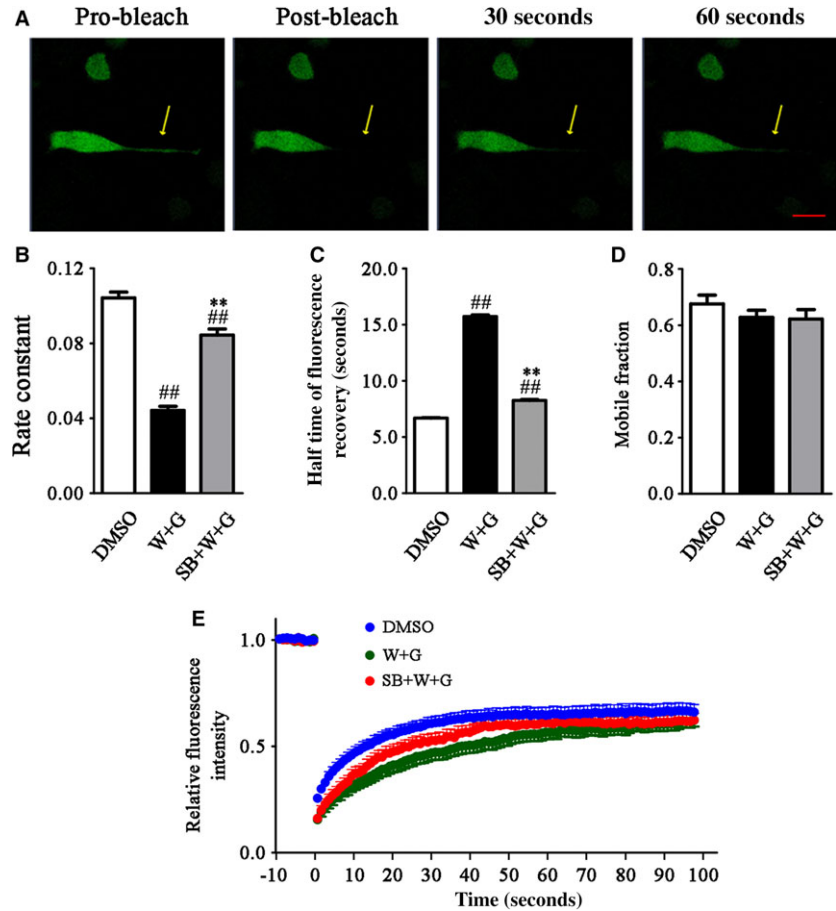 A
Pro-bleach
Post-bleach
30 seconds
60 seconds
B
Rate constant
0.12
0.08
0.04
0.00
##
**
##
DMSO
W+G
SB+W+G
C
Half time of fluorescence
recovery (seconds)
20.0
15.0
10.0
5.0
0.0
##
**
##
DMSO
W+G
SB+W+G
D
Mobile fraction
0.8
0.6
0.4
0.2
0.0
DMSO
W+G
SB+W+G
E
Relative fluorescence
intensity
1.0
0.5
0.0
DMSO
W+G
SB+W+G
-10 0 10 20 30 40 50 60 70 80 90 100
Time (seconds)